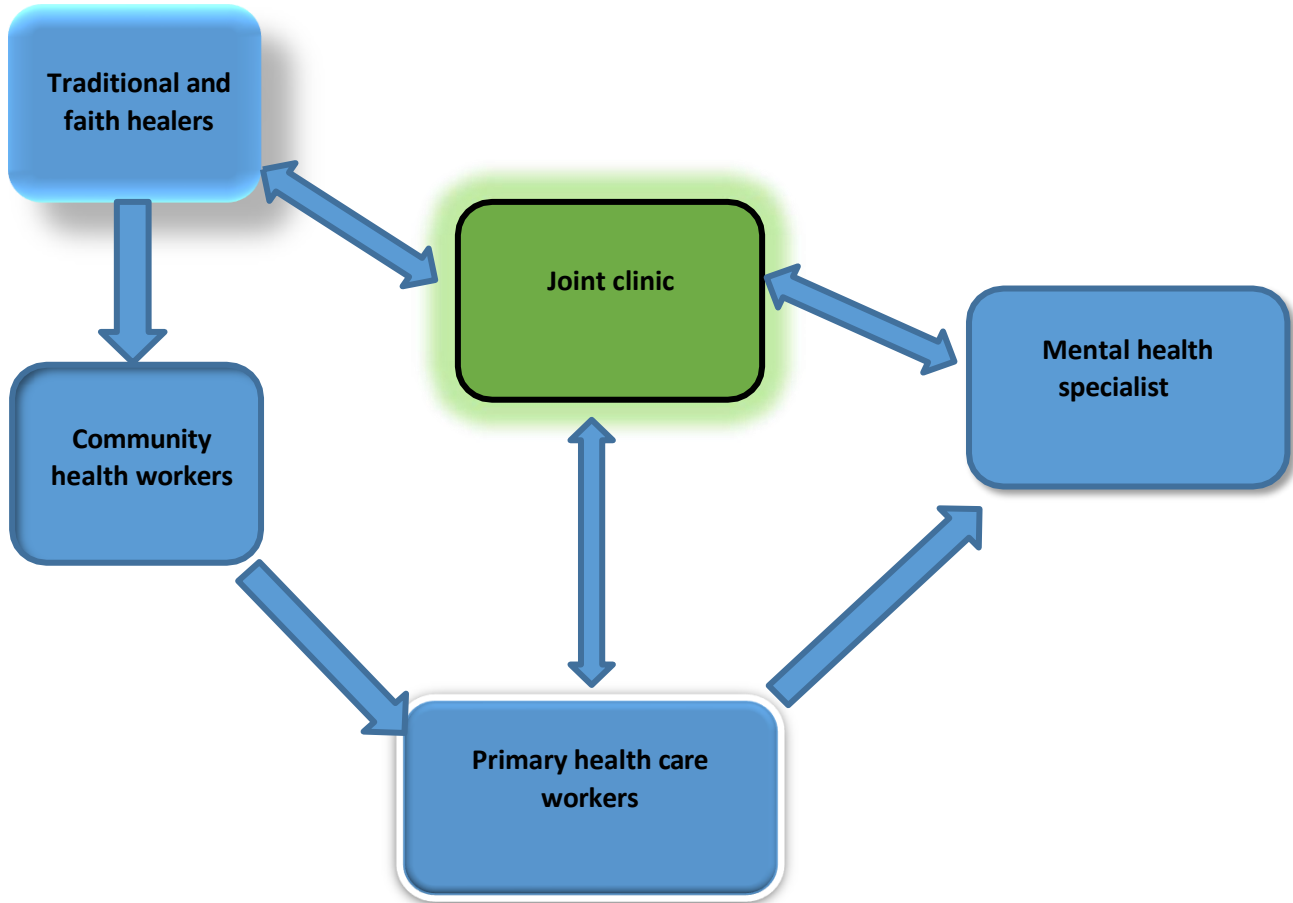 Traditional and
faith healers
Joint clinic
Mental health
specialist
Community
health workers
Primary health care
workers